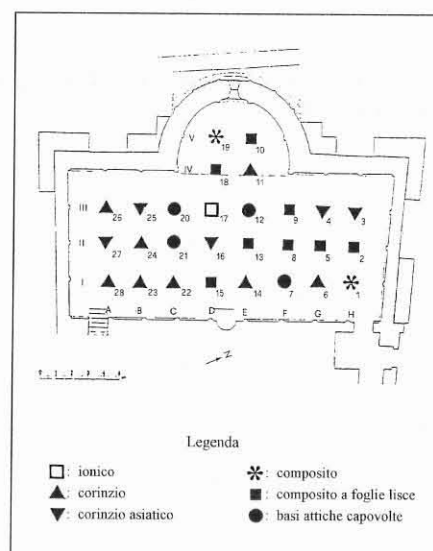 V 19 10
IV 18 11
III 26 25 20 17 12 9 4 3
II 27 24 21 16 13 8 5 2
I 28 23 22 15 14 7 6 1
A B C D E F G H
N
Legenda
: ionico
: corinzio
: corinzio asiatico
: composito
: composito a foglie lisce
: basi attiche capovolte